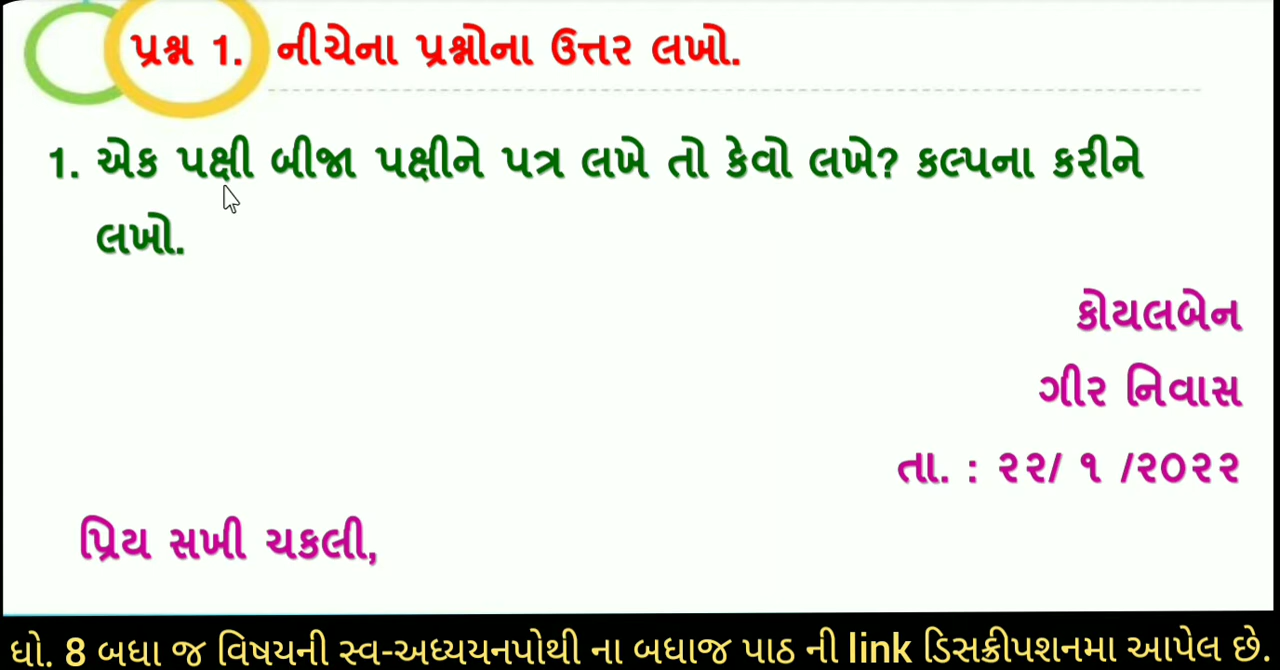 પ્રશ્ન 1. નીચેના પ્રશ્નોના ઉત્તર લખો.
1. એક પક્ષી બીજા પક્ષીને પત્ર લખે તો કેવો લખે? કલ્પના કરીને
લખો.
કોયલબેન
ગીર નિવાસ
તા. : ૨૨/ ૧ /૨૦૨૨
પ્રિય સખી ચકલી,
ધો. 8 બધા જ વિષયની સ્વ-અધ્યયનપોથી ના બધાજ પાઠ ની link ડિસક્રીપશનમા આપેલ છે.